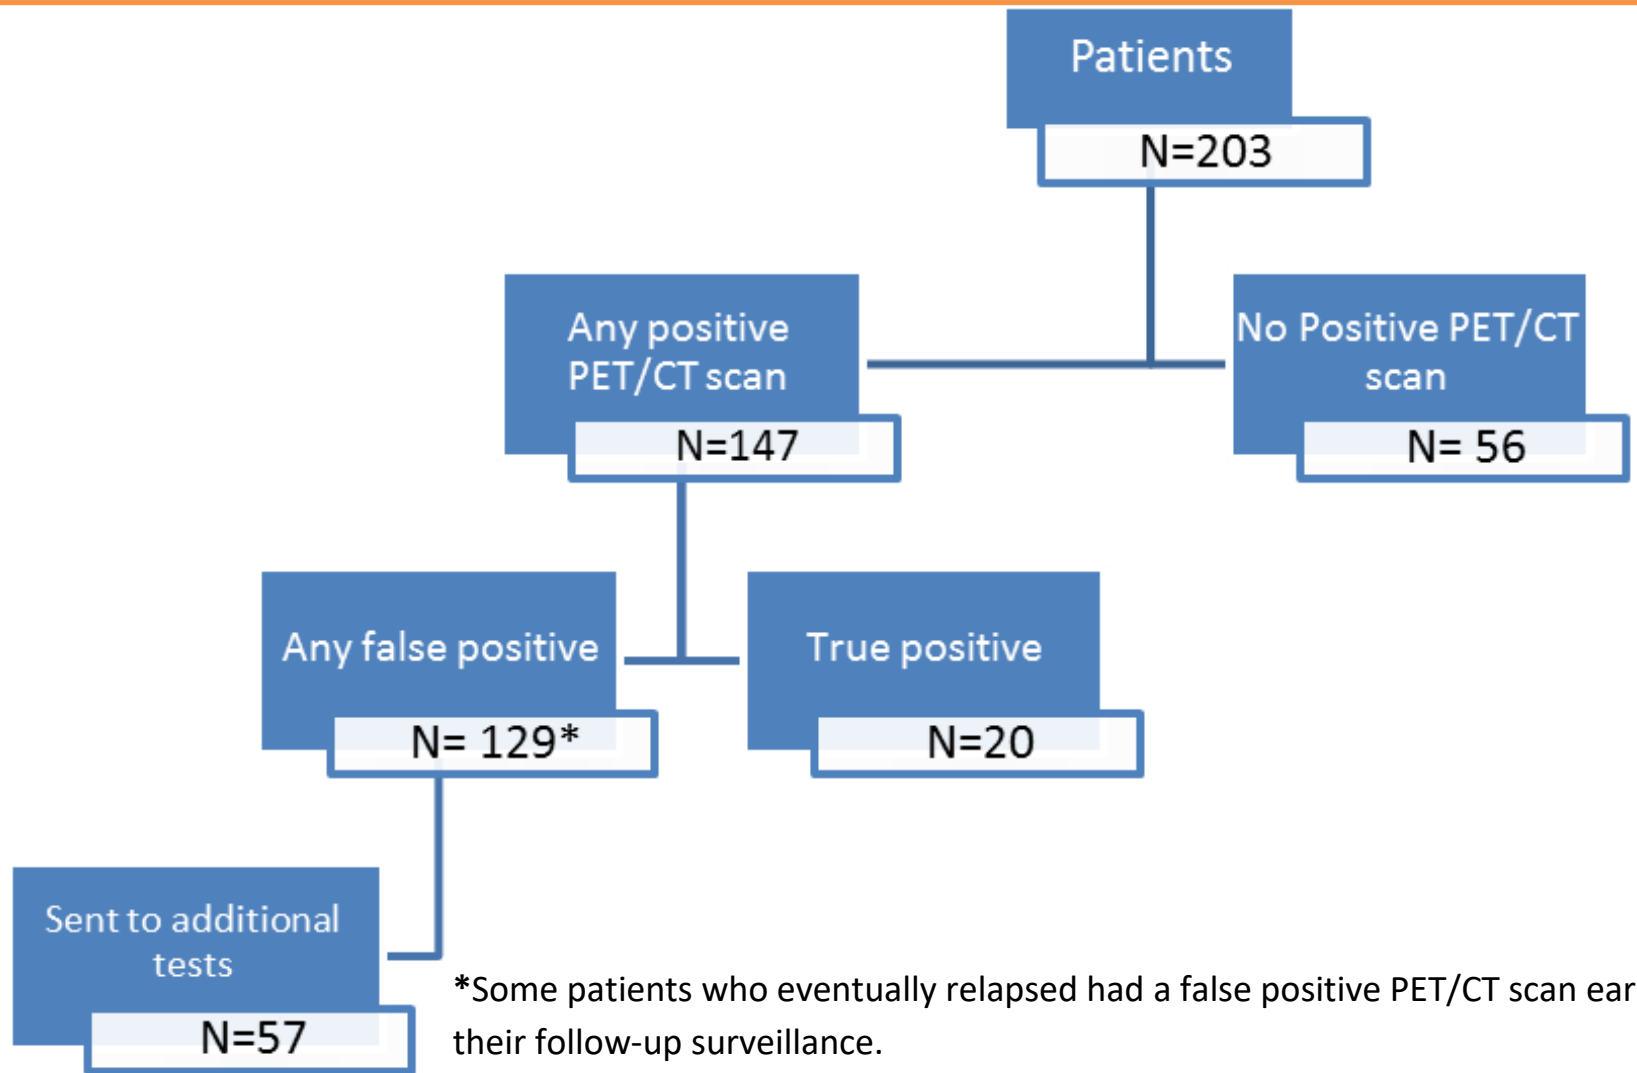 Patients
N=203
Any positive
PET/CT scan
N=147
No Positive PET/CT
scan
N= 56
Any false positive
N= 129*
True positive
N=20
Sent to additional
tests
N=57
*Some patients who eventually relapsed had a false positive PET/CT scan
their follow-up surveillance.